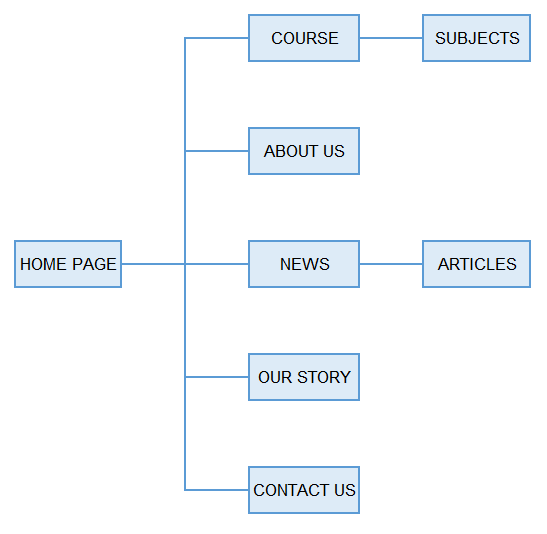 COURSE
SUBJECTS
ABOUT US
HOME PAGE
NEWS
ARTICLES
OUR STORY
CONTACT US